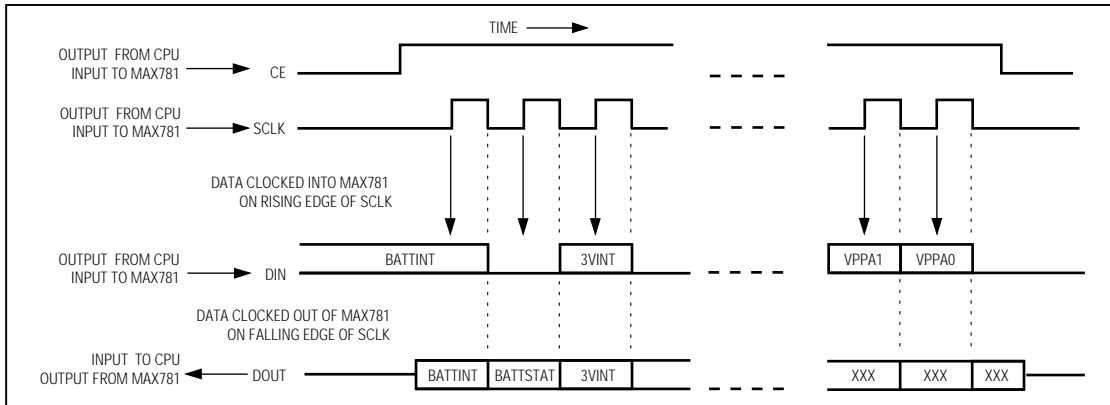 TIME
OUTPUT FROM CPU
INPUT TO MAX781
CE
OUTPUT FROM CPU
INPUT TO MAX781
SCLK
DATA CLOCKED INTO MAX781
ON RISING EDGE OF SCLK
OUTPUT FROM CPU
INPUT TO MAX781
DIN
BATTINT
3VINT
VPPA1
VPPA0
DATA CLOCKED OUT OF MAX781
ON FALLING EDGE OF SCLK
INPUT TO CPU
OUTPUT FROM MAX781
DOUT
BATTINT
BATTSTAT
3VINT
XXX
XXX
XXX